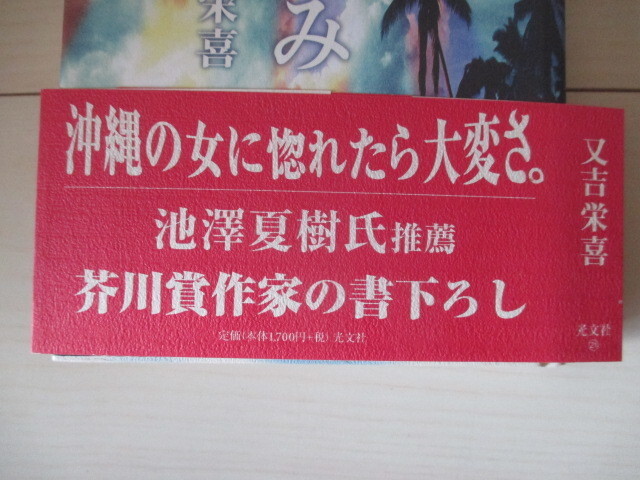 み
栄喜
沖縄の女に惚れたら大変さ。
池澤夏樹氏推薦
芥川賞作家の書下ろし
定価(本体1,700円+税) 光文社
又吉栄喜
光文社